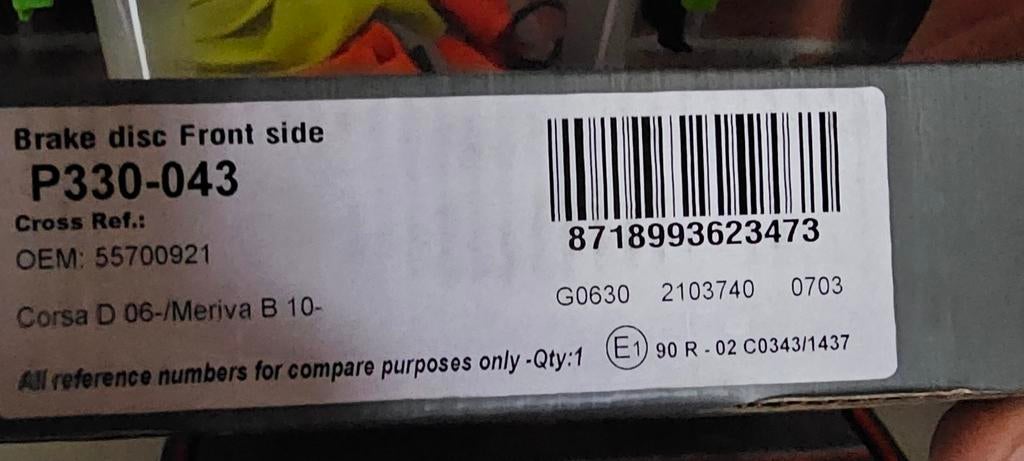 Brake disc Front side
P330-043
Cross Ref.:
OEM: 55700921
Corsa D 06-/Meriva B 10-
All reference numbers for compare purposes only -Qty:1
8718993623473
G0630 2103740 0703
E1 90 R - 02 C0343/1437